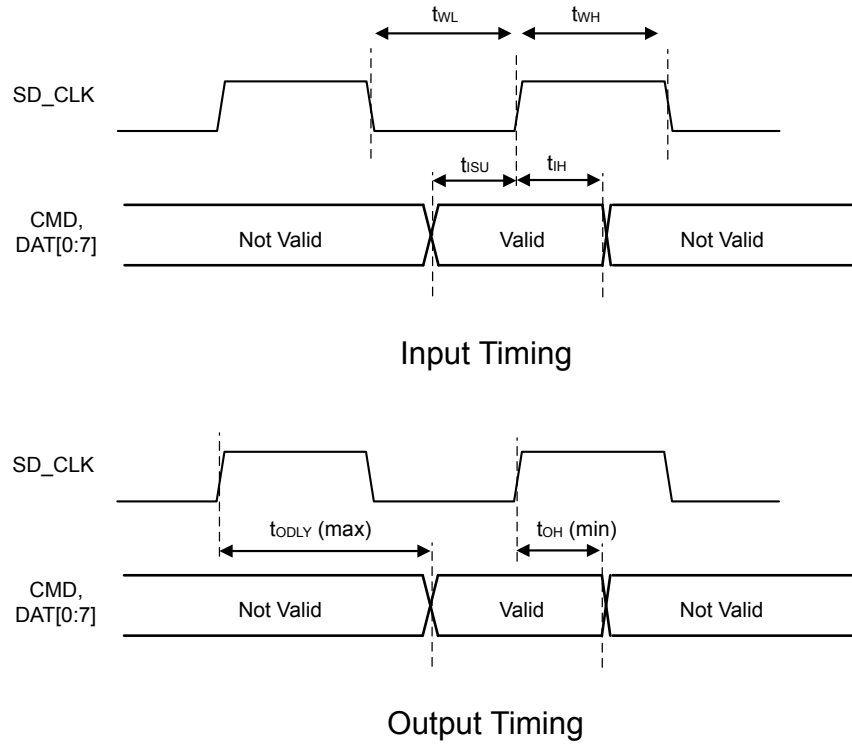 tWL tWH
SD_CLK
tISU tIH
CMD,
DAT[0:7]
Not Valid Valid Not Valid
Input Timing
SD_CLK
tODLY (max) tOH (min)
CMD,
DAT[0:7]
Not Valid Valid Not Valid
Output Timing